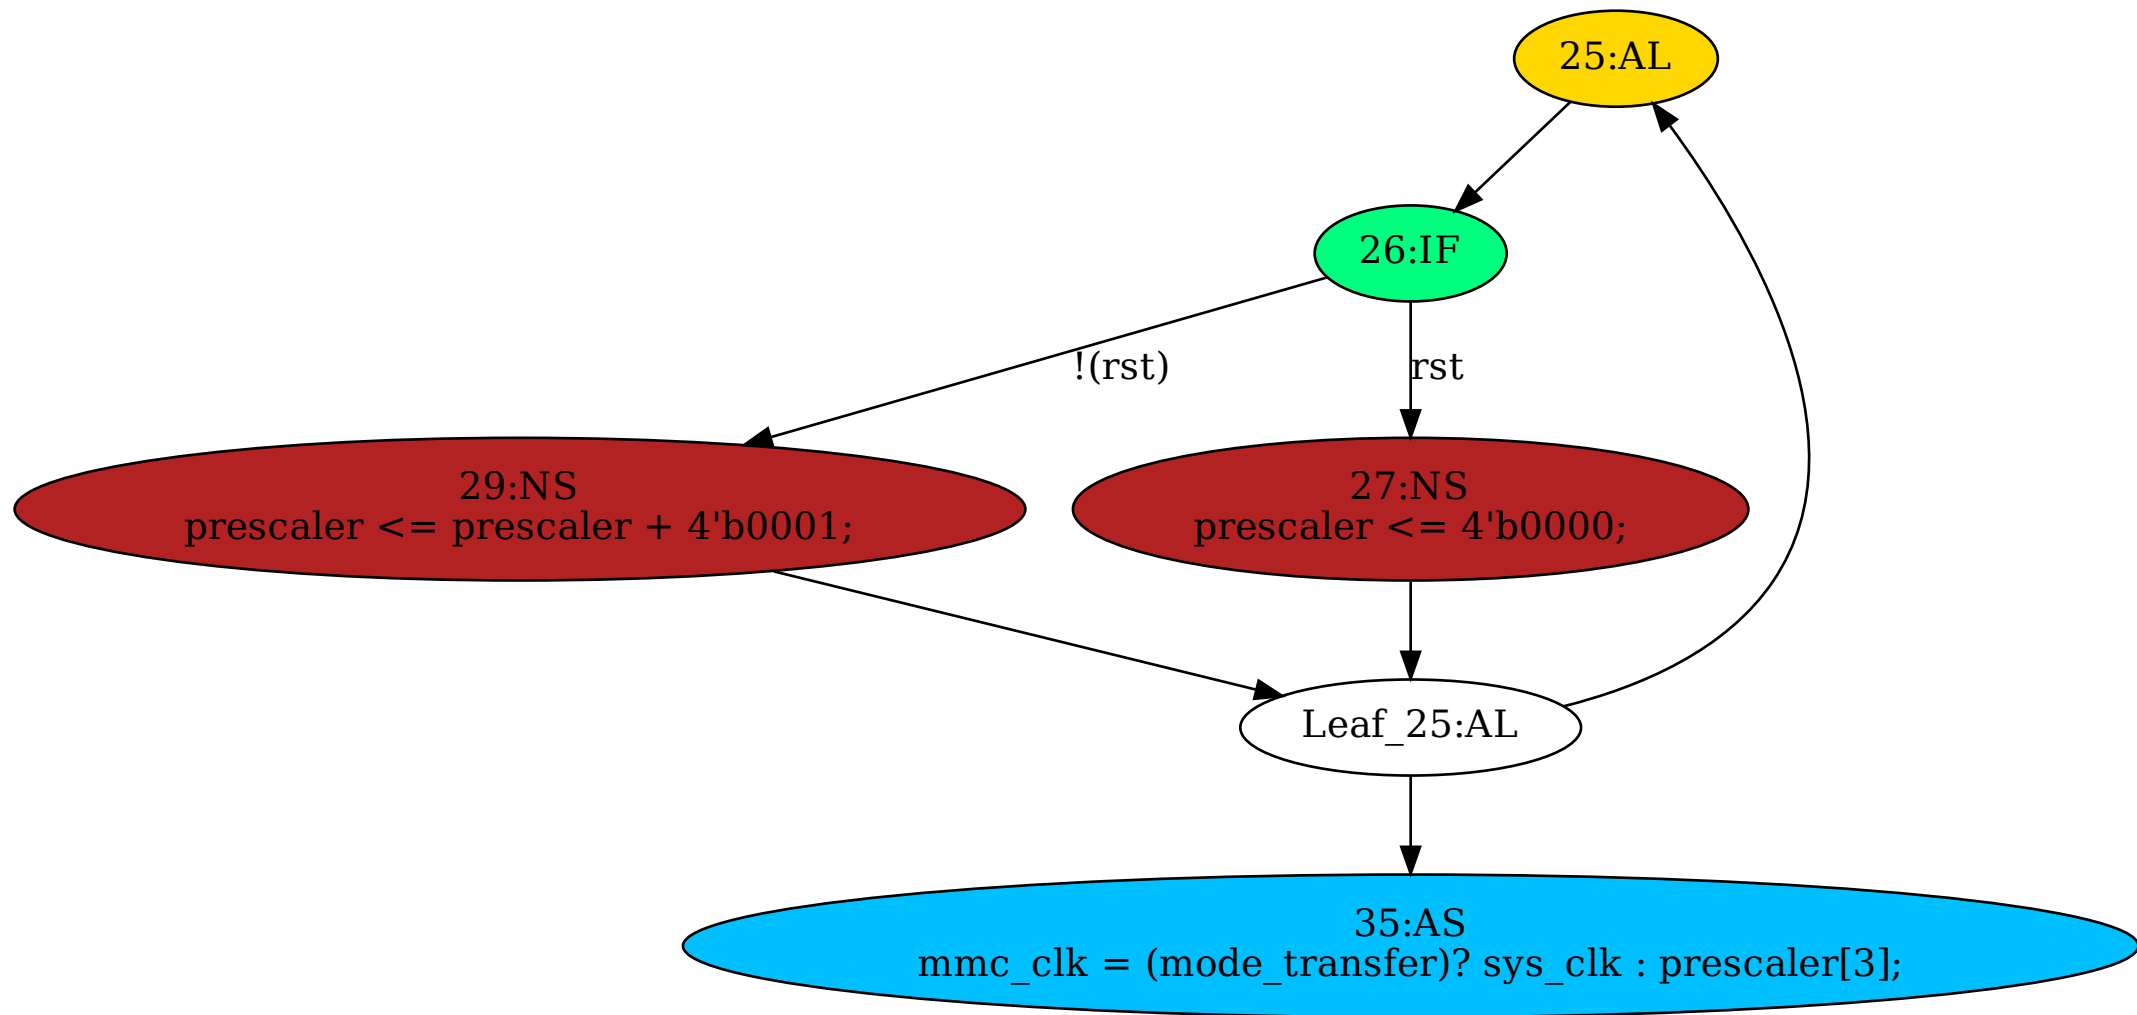 25:AL
26:IF
!(rst)
rst
29:NS
prescaler <= prescaler + 4'b0001;
27:NS
prescaler <= 4'b0000;
Leaf_25:AL
35:AS
mmc_clk = (mode_transfer)? sys_clk : prescaler[3];